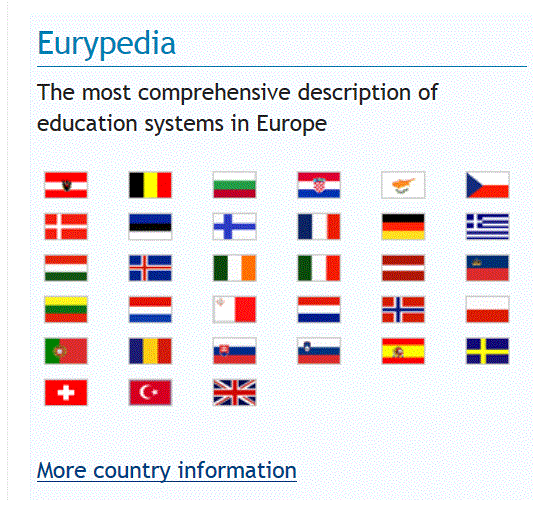 Eurypedia
The most comprehensive description of
education systems in Europe
More country information